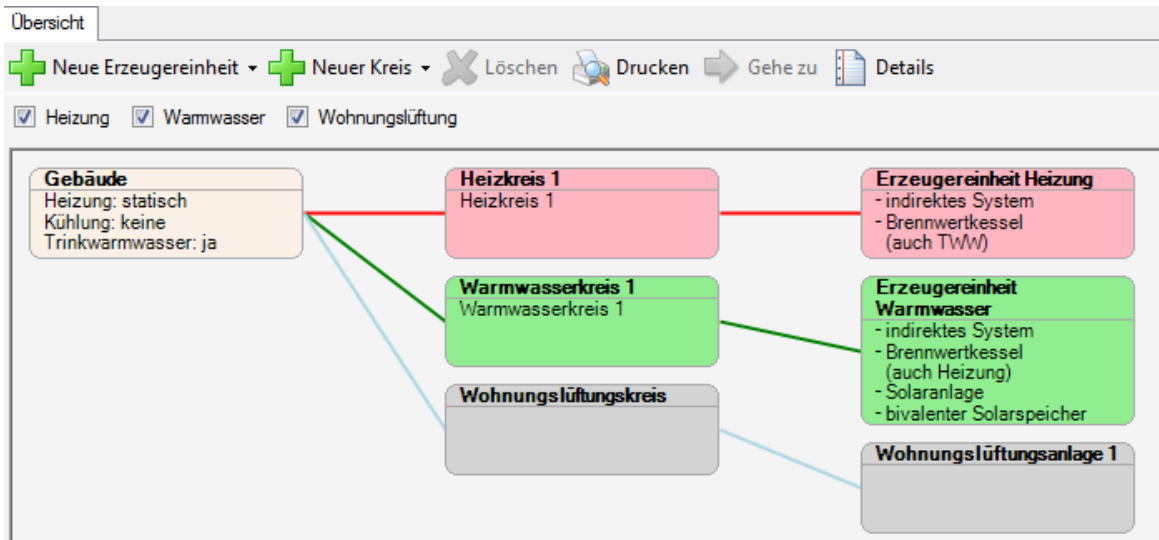 Übersicht
Neue Erzeugereinheit Neuer Kreis Löschen Drucken Gehe zu Details
Heizung Warmwasser Wohnungslüftung
Gebäude
Heizung: statisch
Kühlung: keine
Trinkwarmwasser: ja
Heizkreis 1
Heizkreis 1
Erzeugereinheit Heizung
- indirektes System
- Brennwertkessel
(auch TWW)
Warmwasserkreis 1
Warmwasserkreis 1
Erzeugereinheit
Warmwasser
- indirektes System
- Brennwertkessel
(auch Heizung)
- Solaranlage
- bivalenter Solarspeicher
Wohnungslüftungskreis
Wohnungslüftungsanlage 1